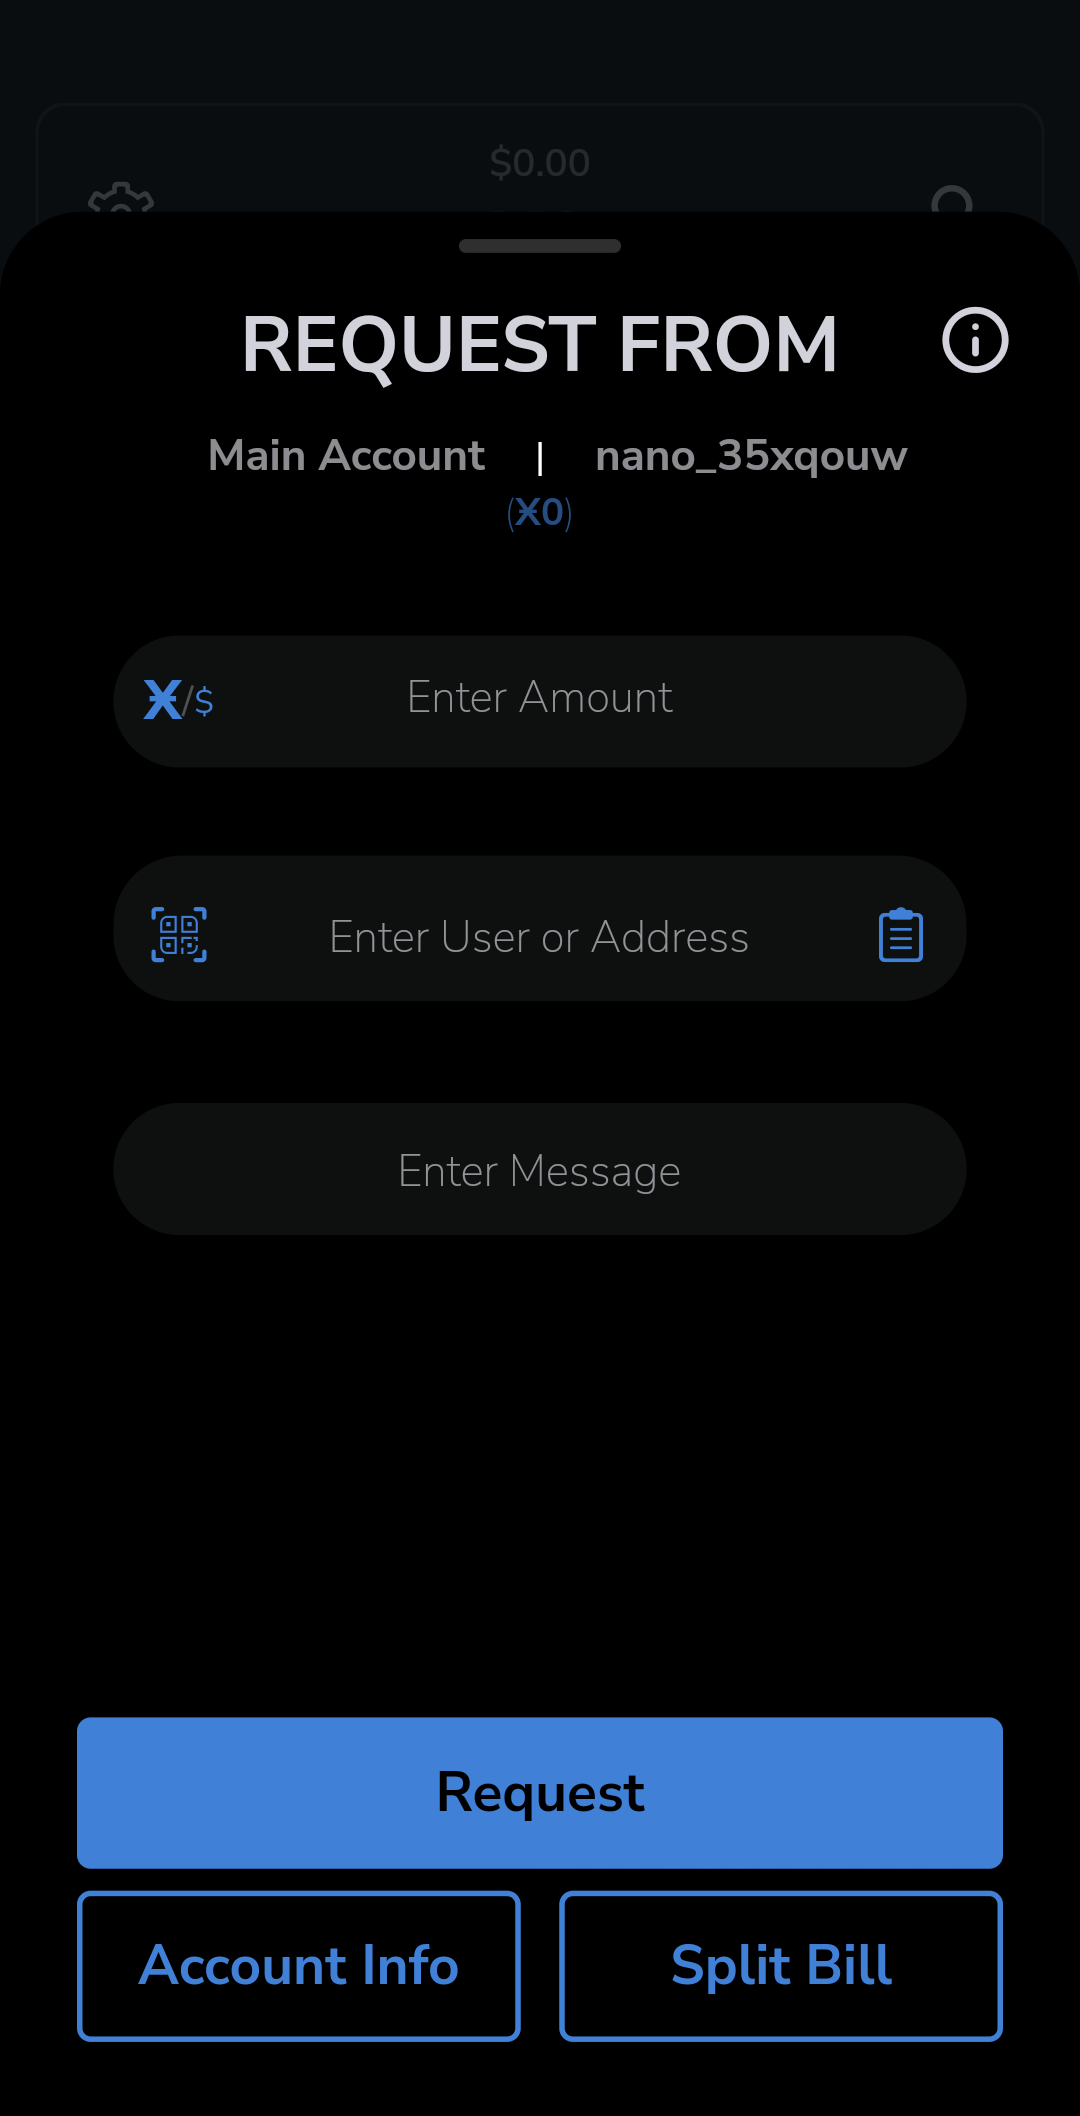 $0.00
REQUEST FROM
Main Account | nano_35xqouw
(Ӿ0)
Ӿ/$ Enter Amount
Enter User or Address
Enter Message
Request
Account Info Split Bill